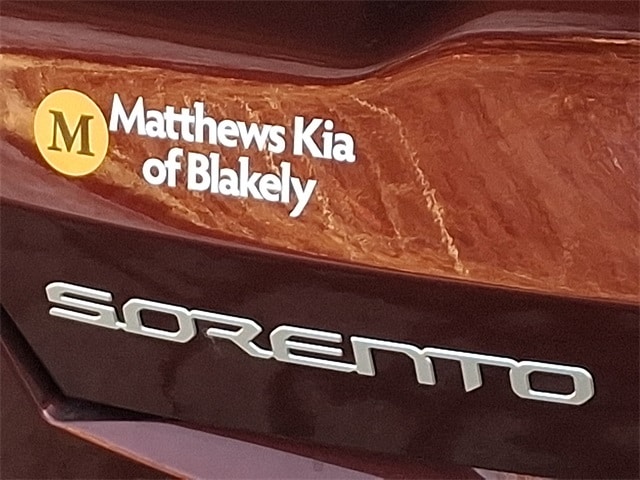 M
Matthews Kia
of Blakely
SORENTO